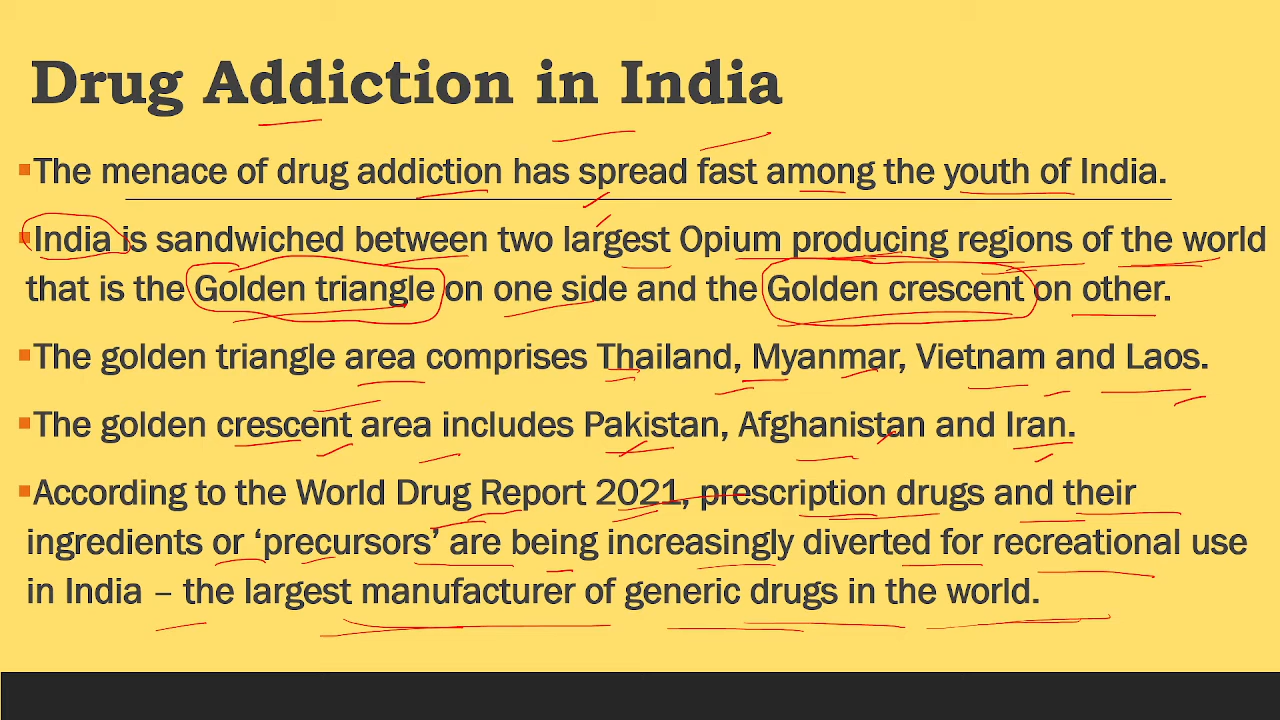 Drug Addiction in India
▪The menace of drug addiction has spread fast among the youth of India.
▪India is sandwiched between two largest Opium producing regions of the world
that is the Golden triangle on one side and the Golden crescent on other.
▪The golden triangle area comprises Thailand, Myanmar, Vietnam and Laos.
▪The golden crescent area includes Pakistan, Afghanistan and Iran.
▪According to the World Drug Report 2021, prescription drugs and their
ingredients or ‘precursors’ are being increasingly diverted for recreational use
in India – the largest manufacturer of generic drugs in the world.